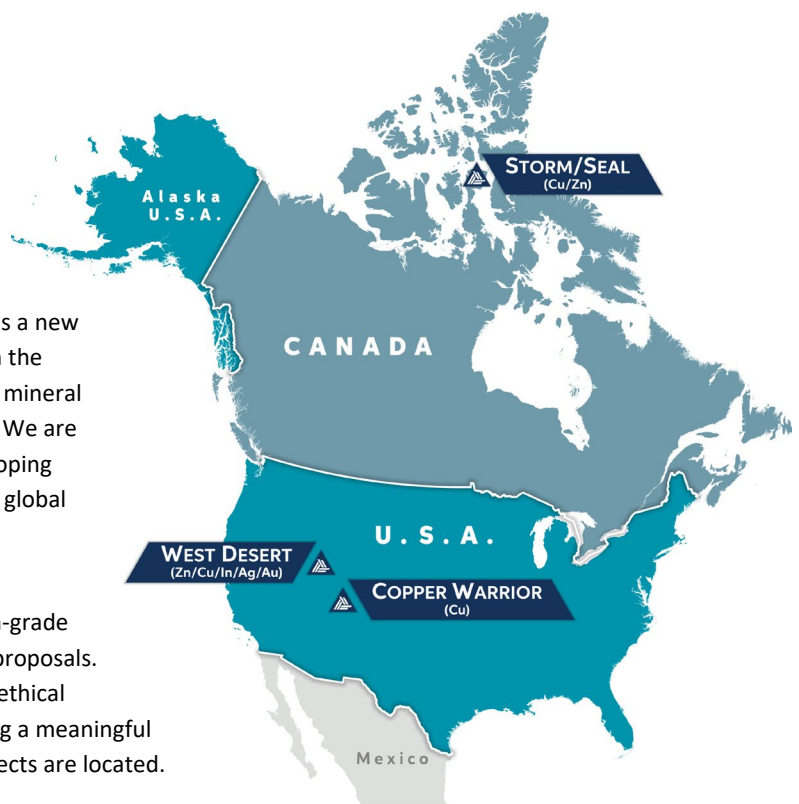 STORM/SEAL
(Cu/Zn)
Alaska
U.S.A.
CANADA
U.S.A.
WEST DESERT
(Zn/Cu/In/Ag/Au)
COPPER WARRIOR
(Cu)
Mexico
s a new
the
mineral
We are
oping
global
-grade
proposals.
ethical
g a meaningful
ects are located.